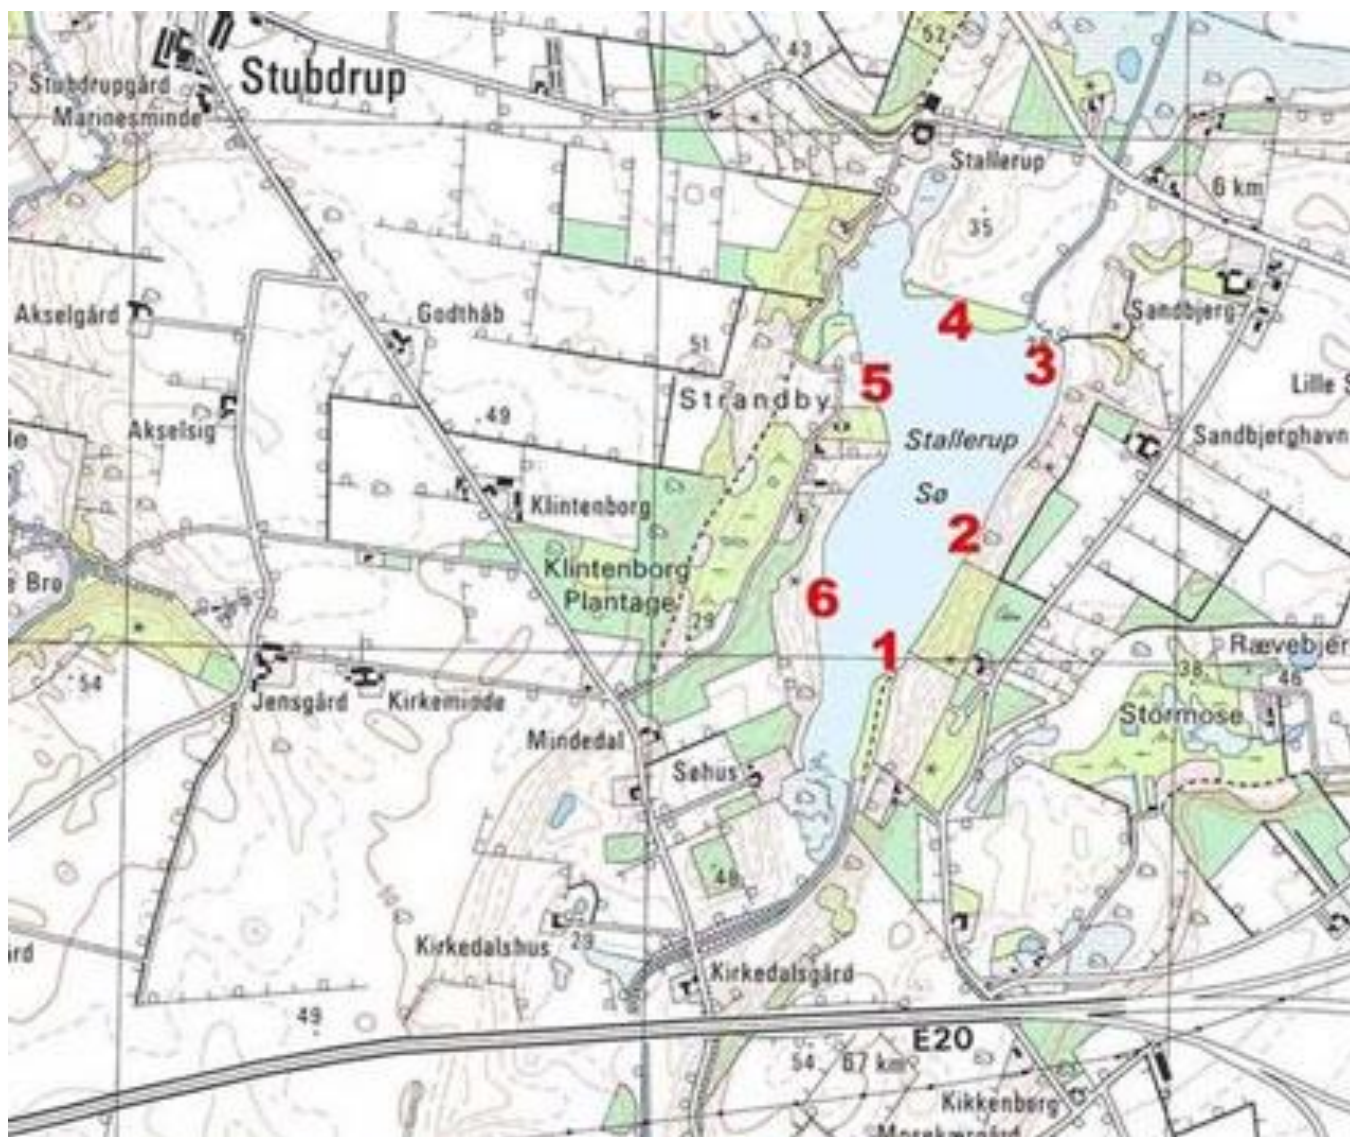 52
43
Stubdrup
Stubdrupgård
Marinesminde
Stallerup
6 km
35
Akselgård
Godthåb
Sandbjerg
4
51
3
5
Strandby
Lille S
49
Akselsig
Stallerup
Sø
Sandbjerghavn
Klintenborg
2
Klintenborg
Plantage
Bro
6
29
1
Rævebjer
54
38
46
Jensgård
Kirkeminde
Stormose
Mindedal
Søhus
48
Kirkedalshus
29
Kirkedalsgård
49
E20
54
67 km
Kikkenborg
Mosekærgård